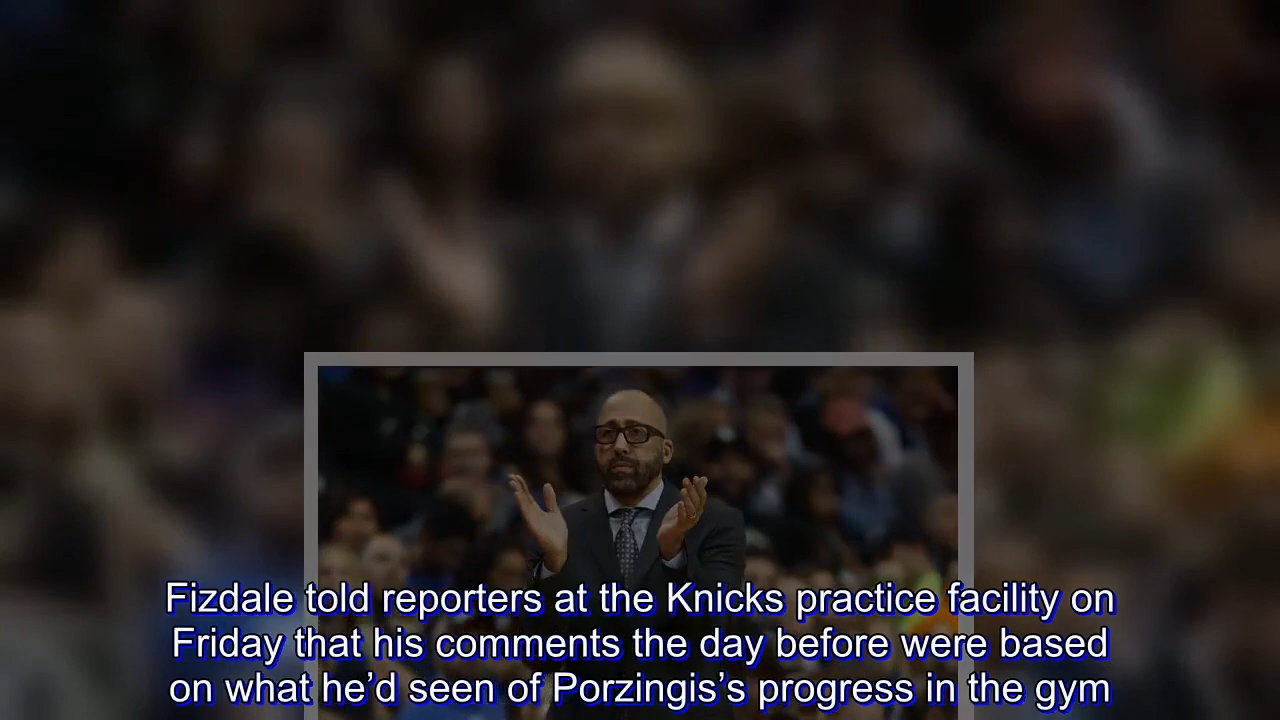 Fizdale told reporters at the Knicks practice facility on
Friday that his comments the day before were based
on what he’d seen of Porzingis’s progress in the gym